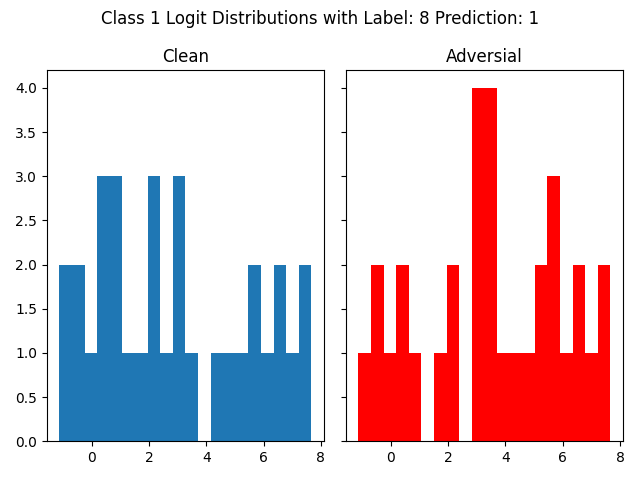 Class 1 Logit Distributions with Label: 8 Prediction: 1
Clean
Adversial
4.0
3.5
3.0
2.5
2.0
1.5
1.0
0.5
0.0
0 2 4 6 8
0 2 4 6 8